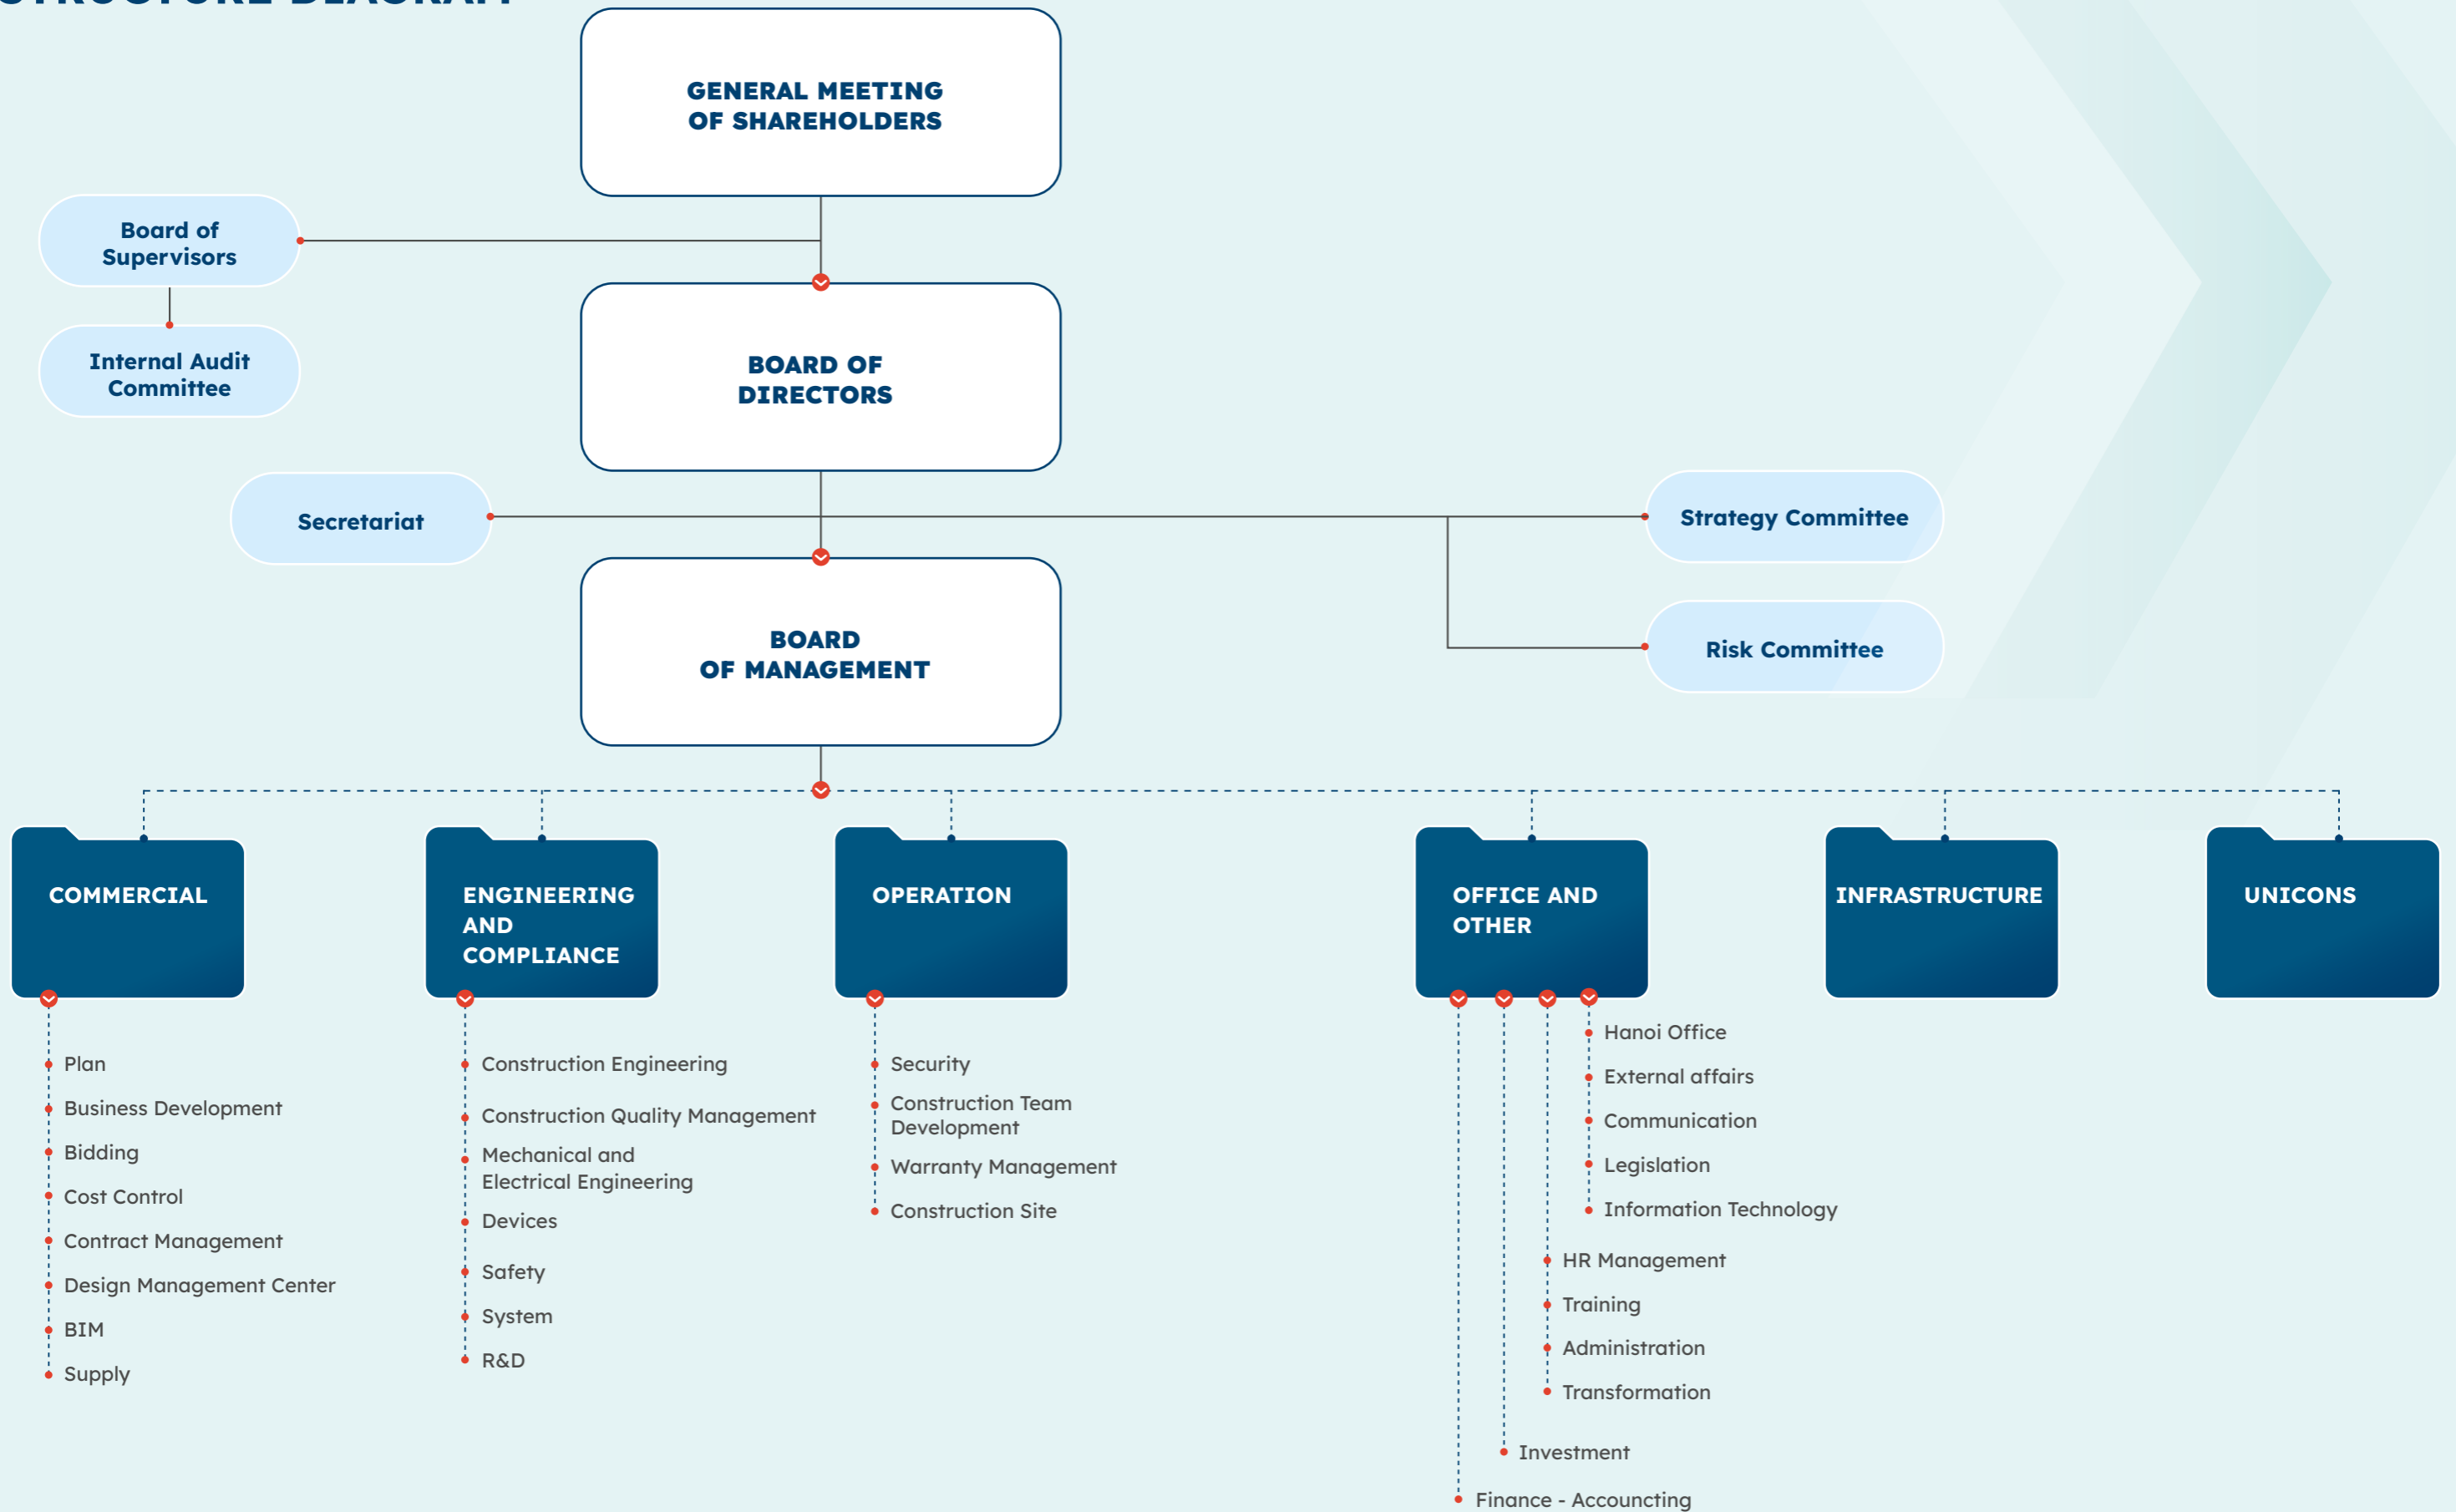 STRUCTURE DIAGRAM
GENERAL MEETING
OF SHAREHOLDERS
Board of
Supervisors
Internal Audit
Committee
BOARD OF
DIRECTORS
Secretariat
Strategy Committee
Risk Committee
BOARD
OF MANAGEMENT
COMMERCIAL
Plan
Business Development
Bidding
Cost Control
Contract Management
Design Management Center
BIM
Supply
ENGINEERING
AND
COMPLIANCE
Construction Engineering
Construction Quality Management
Mechanical and
Electrical Engineering
Devices
Safety
System
R&D
OPERATION
Security
Construction Team
Development
Warranty Management
Construction Site
OFFICE AND
OTHER
Hanoi Office
External affairs
Communication
Legislation
Information Technology
HR Management
Training
Administration
Transformation
Investment
Finance - Accouncting
INFRASTRUCTURE
UNICONS